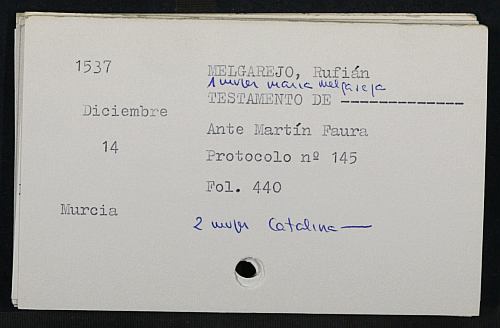 1537
MELGAREJO, Rufián
1 mujer maria melgareja
TESTAMENTO DE --------------
Diciembre
Ante Martín Faura
14
Protocolo nº 145
Fol. 440
Murcia
2 mujer Catalina —